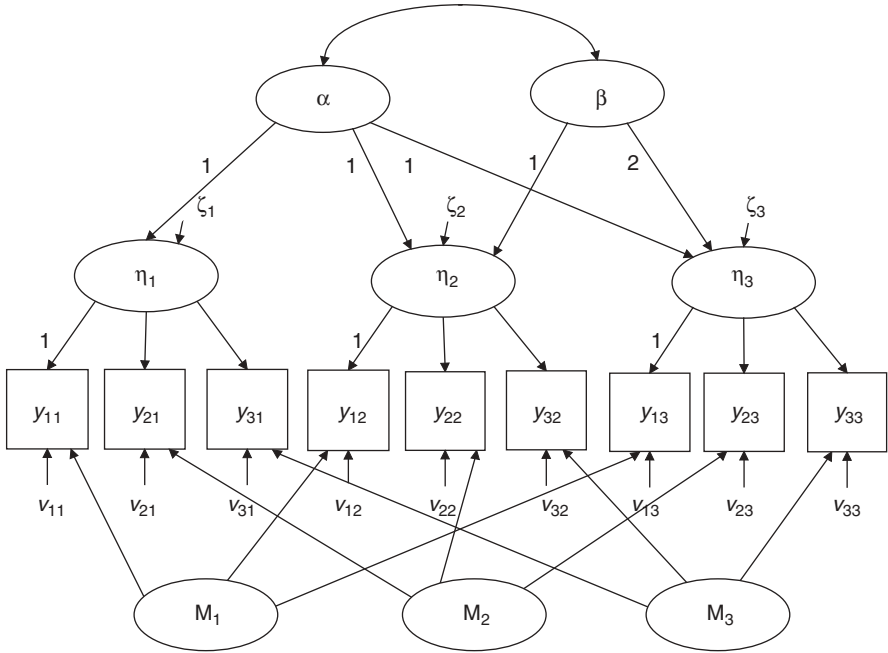 α β
1 1 1 1 2
ζ₁ ζ₂ ζ₃
η₁ η₂ η₃
1 1 1
y₁₁ y₂₁ y₃₁ y₁₂ y₂₂ y₃₂ y₁₃ y₂₃ y₃₃
v₁₁ v₂₁ v₃₁ v₁₂ v₂₂ v₃₂ v₁₃ v₂₃ v₃₃
M₁ M₂ M₃